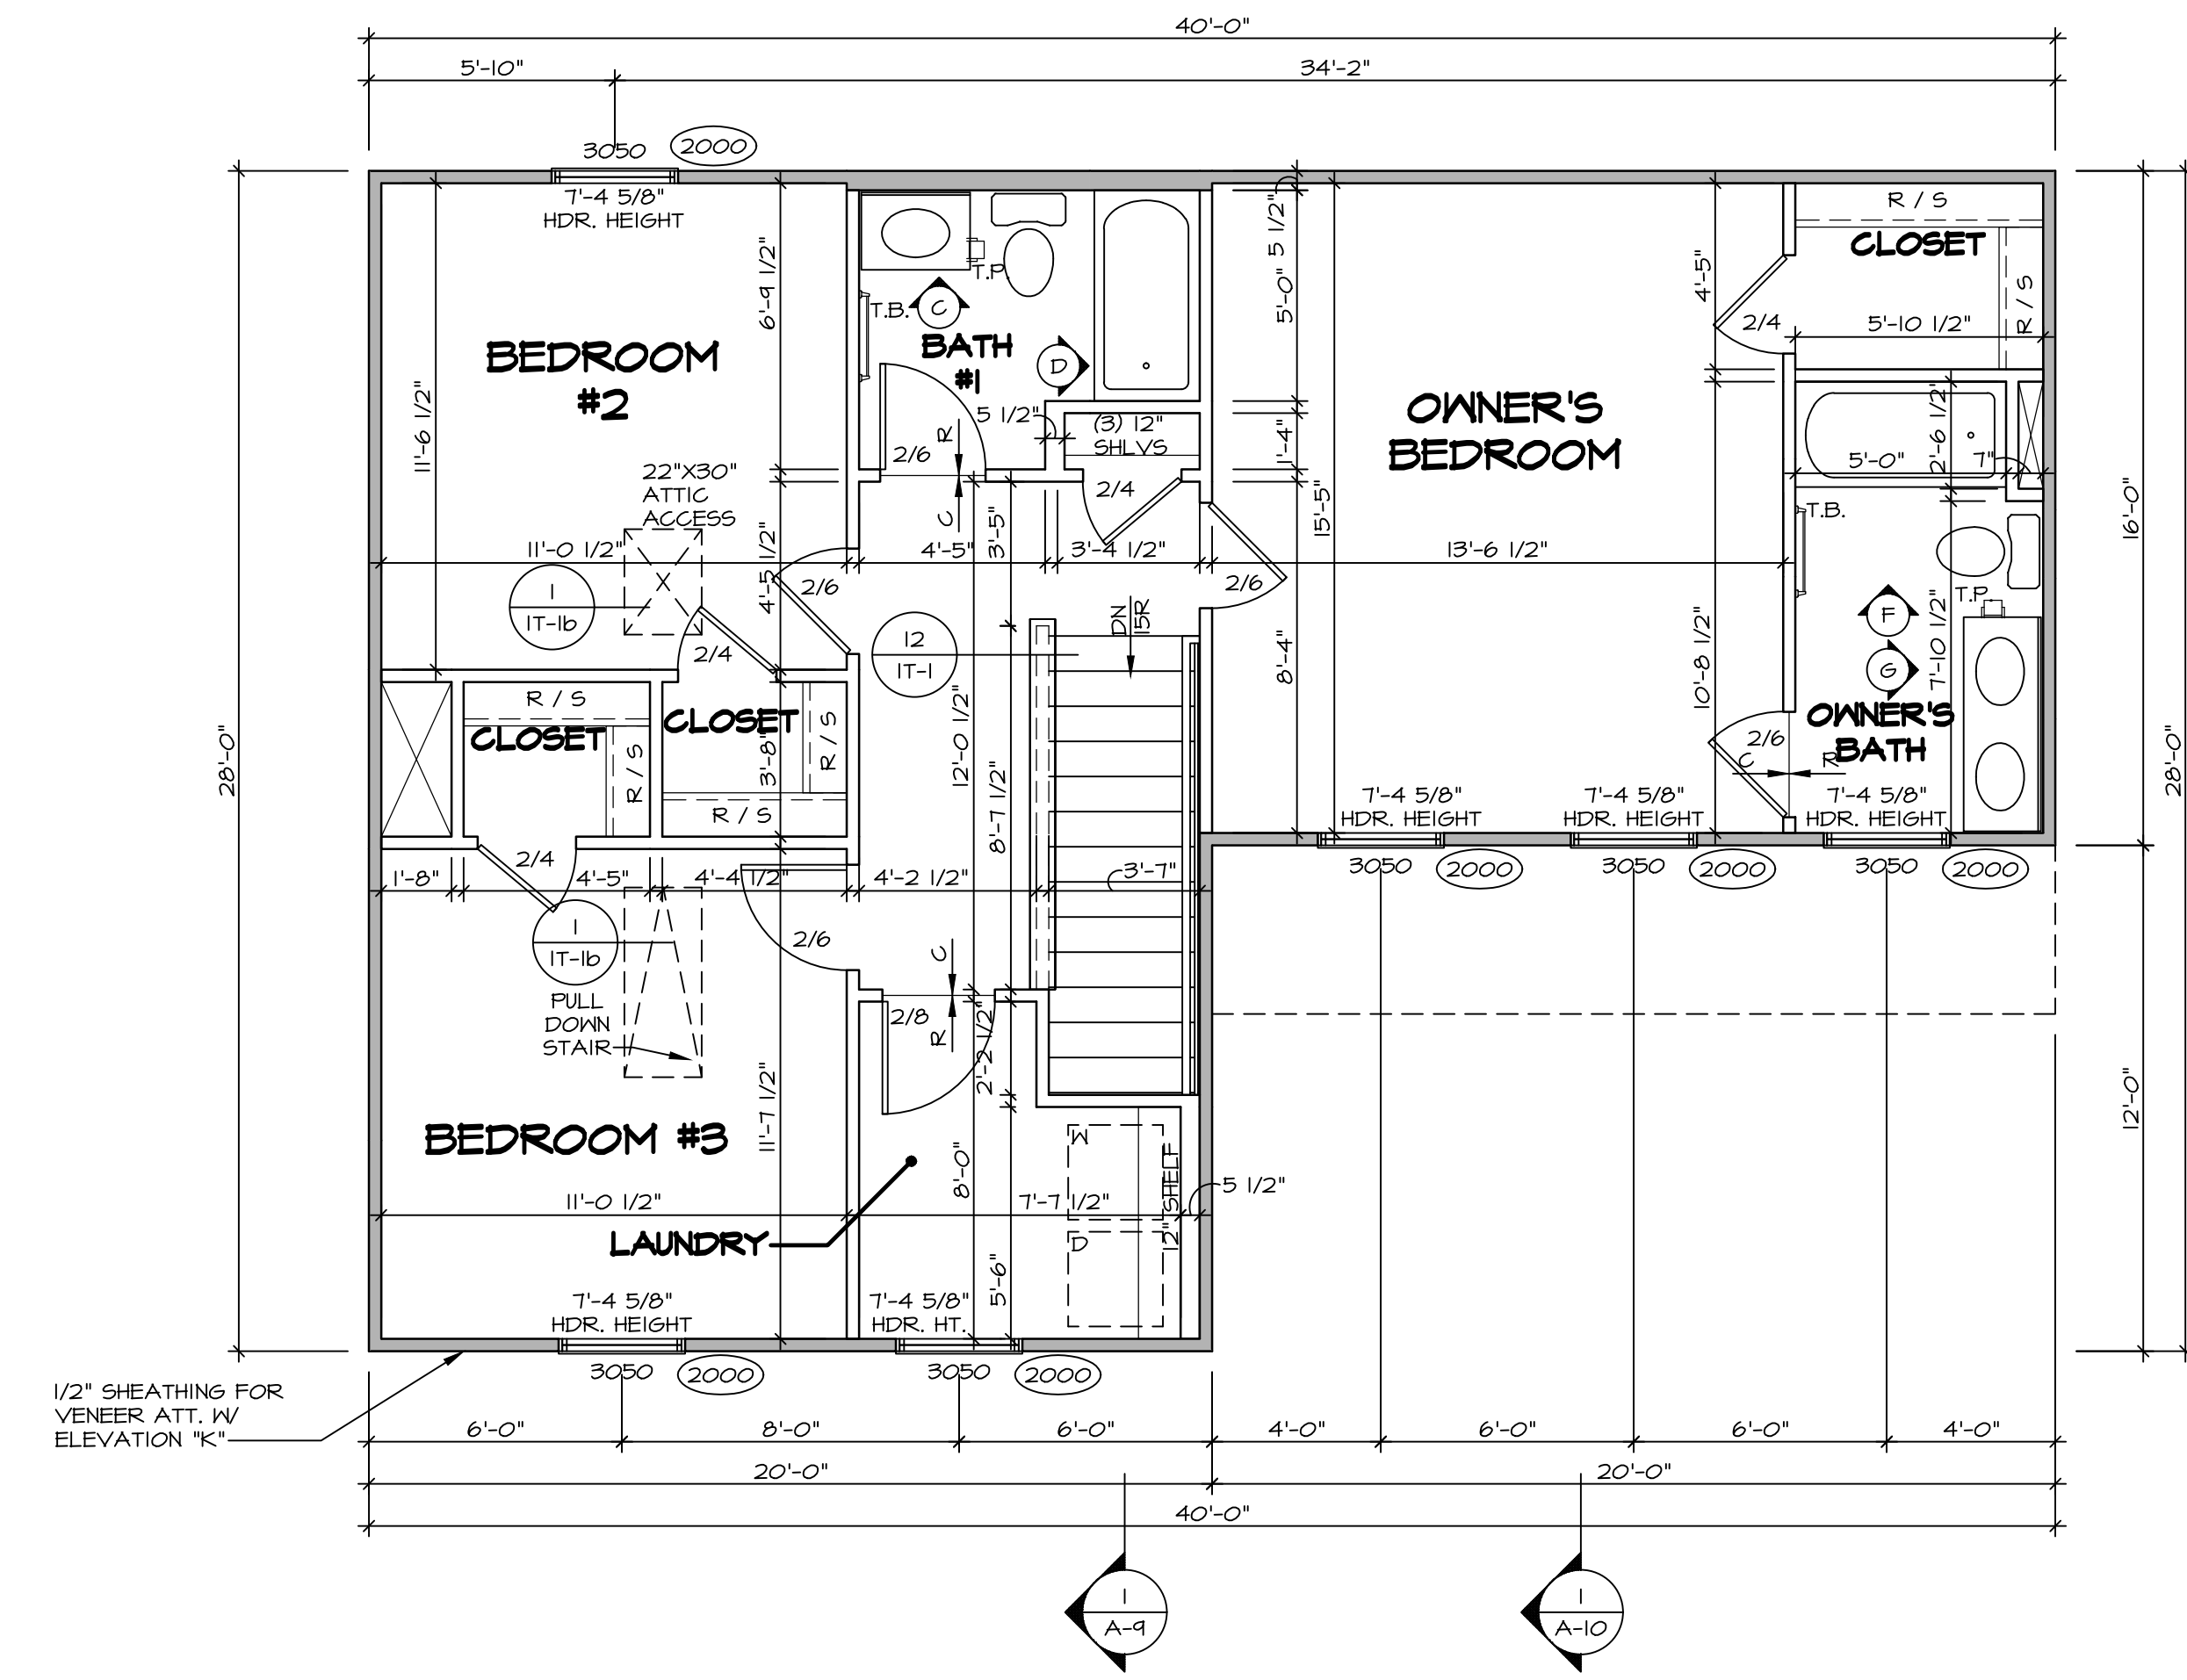 40'-0"
5'-10"
34'-2"
3050
2000
7'-4 5/8"
HDR. HEIGHT
R / S
CLOSET
T.P.
T.B.
C
BATH
#1
D
6'-9 1/2"
5 1/2"
5'-0"
4'-5"
R / S
2/4
5'-10 1/2"
BEDROOM
#2
11'-6 1/2"
OWNER'S
BEDROOM
5 1/2"
(3) 12"
SHLVS
1'-4"
2/6
R
C
2/4
22"X30"
ATTIC
ACCESS
X
5'-0"
2'-6 1/2"
7"
T.B.
16'-0"
15'-5"
11'-0 1/2"
4'-5 1/2"
4'-5"
3'-5"
3'-4 1/2"
13'-6 1/2"
1
IT-1b
2/6
2/6
DN
15R
T.P.
F
G
7'-10 1/2"
12
IT-1
2/4
8'-4"
10'-8 1/2"
OWNER'S
BATH
2/6
C
R
28'-0"
28'-0"
R / S
CLOSET
R / S
CLOSET
R / S
3'-8"
R / S
12'-0 1/2"
8'-7 1/2"
7'-4 5/8"
HDR. HEIGHT
7'-4 5/8"
HDR. HEIGHT
7'-4 5/8"
HDR. HEIGHT
3050
2000
3050
2000
3050
2000
2/4
1'-8"
4'-5"
4'-4 1/2"
4'-2 1/2"
3'-7"
1
IT-1b
2/6
C
R
2/8
PULL
DOWN
STAIR
2'-2 1/2"
12'-0"
11'-7 1/2"
BEDROOM #3
W
D
12" SHELF
8'-0"
5 1/2"
11'-0 1/2"
7'-7 1/2"
LAUNDRY
5'-6"
7'-4 5/8"
HDR. HEIGHT
7'-4 5/8"
HDR. HT.
3050
2000
3050
2000
1/2" SHEATHING FOR
VENEER ATT. W/
ELEVATION "K"
6'-0"
8'-0"
6'-0"
4'-0"
6'-0"
6'-0"
4'-0"
20'-0"
20'-0"
40'-0"
1
A-9
1
A-10